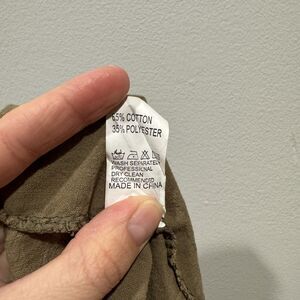 65% COTTON
35% POLYESTER
WASH SEPARATELY
PROFESSIONAL
DRY CLEAN
RECOMMENDED
MADE IN CHINA